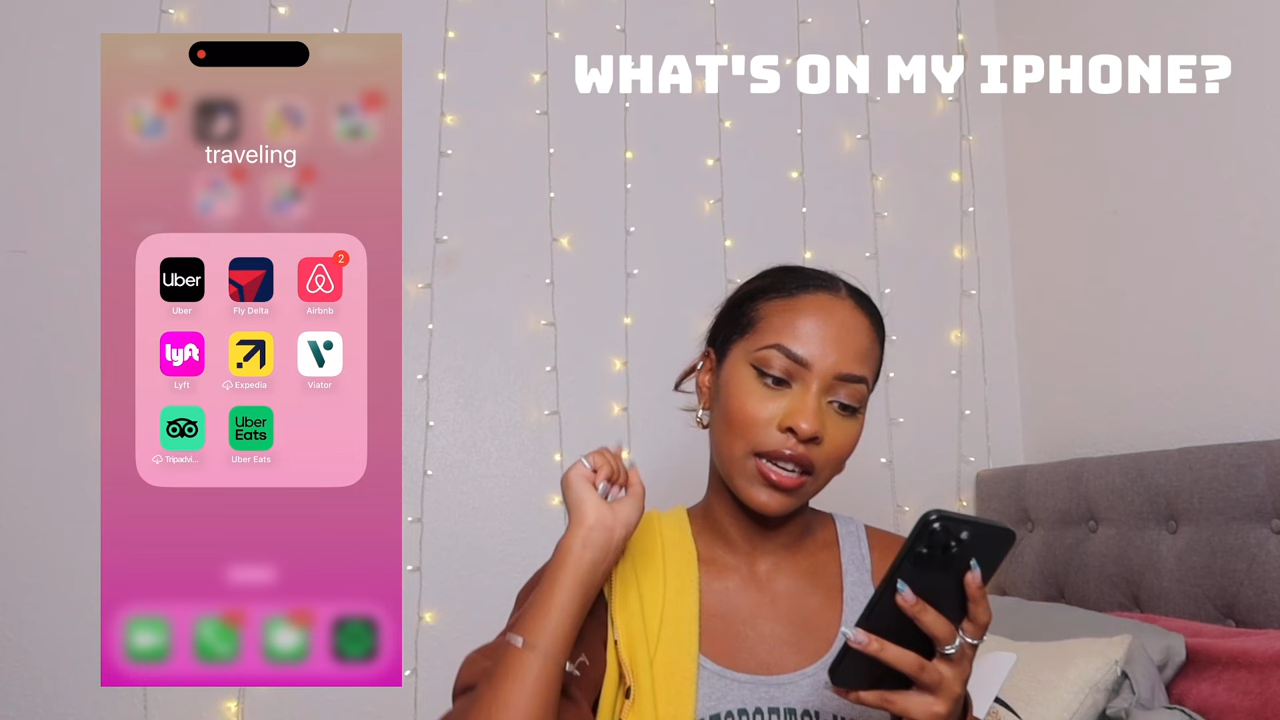 WHAT'S ON MY IPHONE?
traveling
Uber
2
Uber
Fly Delta
Airbnb
lyft
Lyft
Expedia
Viator
Uber
Eats
Tripadvi...
Uber Eats